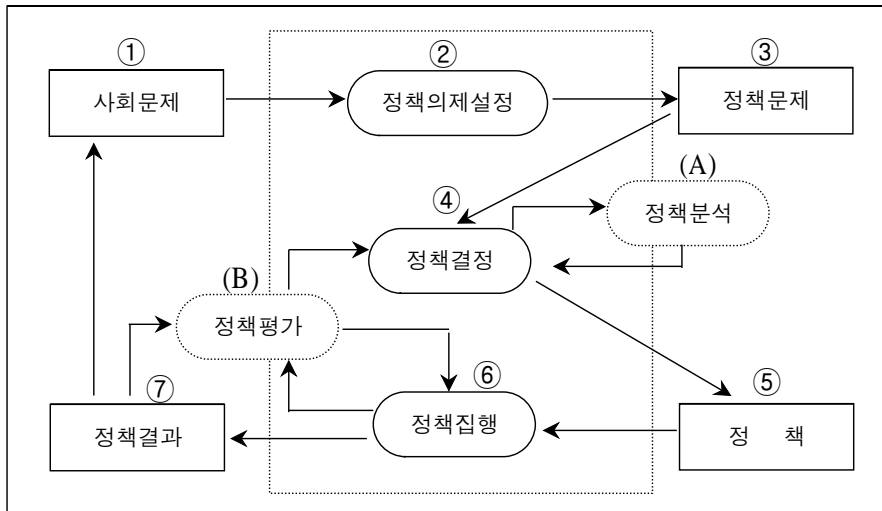 ① ② ③
사회문제 정책의제설정 정책문제
(A)
④ 정책분석
정책결정
(B)
정책평가
⑦ ⑥ ⑤
정책결과 정책집행 정 책